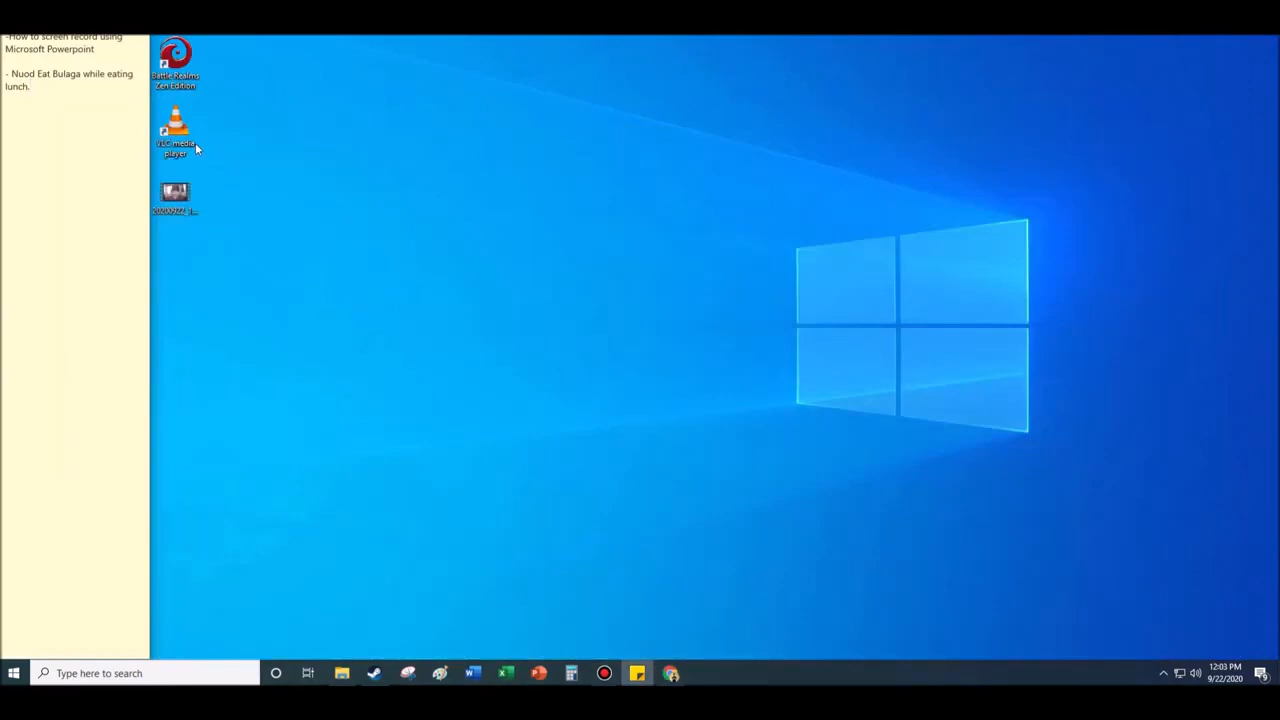 -How to screen record using
Microsoft Powerpoint
- Nuod Eat Bulaga while eating
lunch.
Battle Realms
Zen Edition
VLC media
player
20200922_1...
Type here to search
12:03 PM
9/22/2020